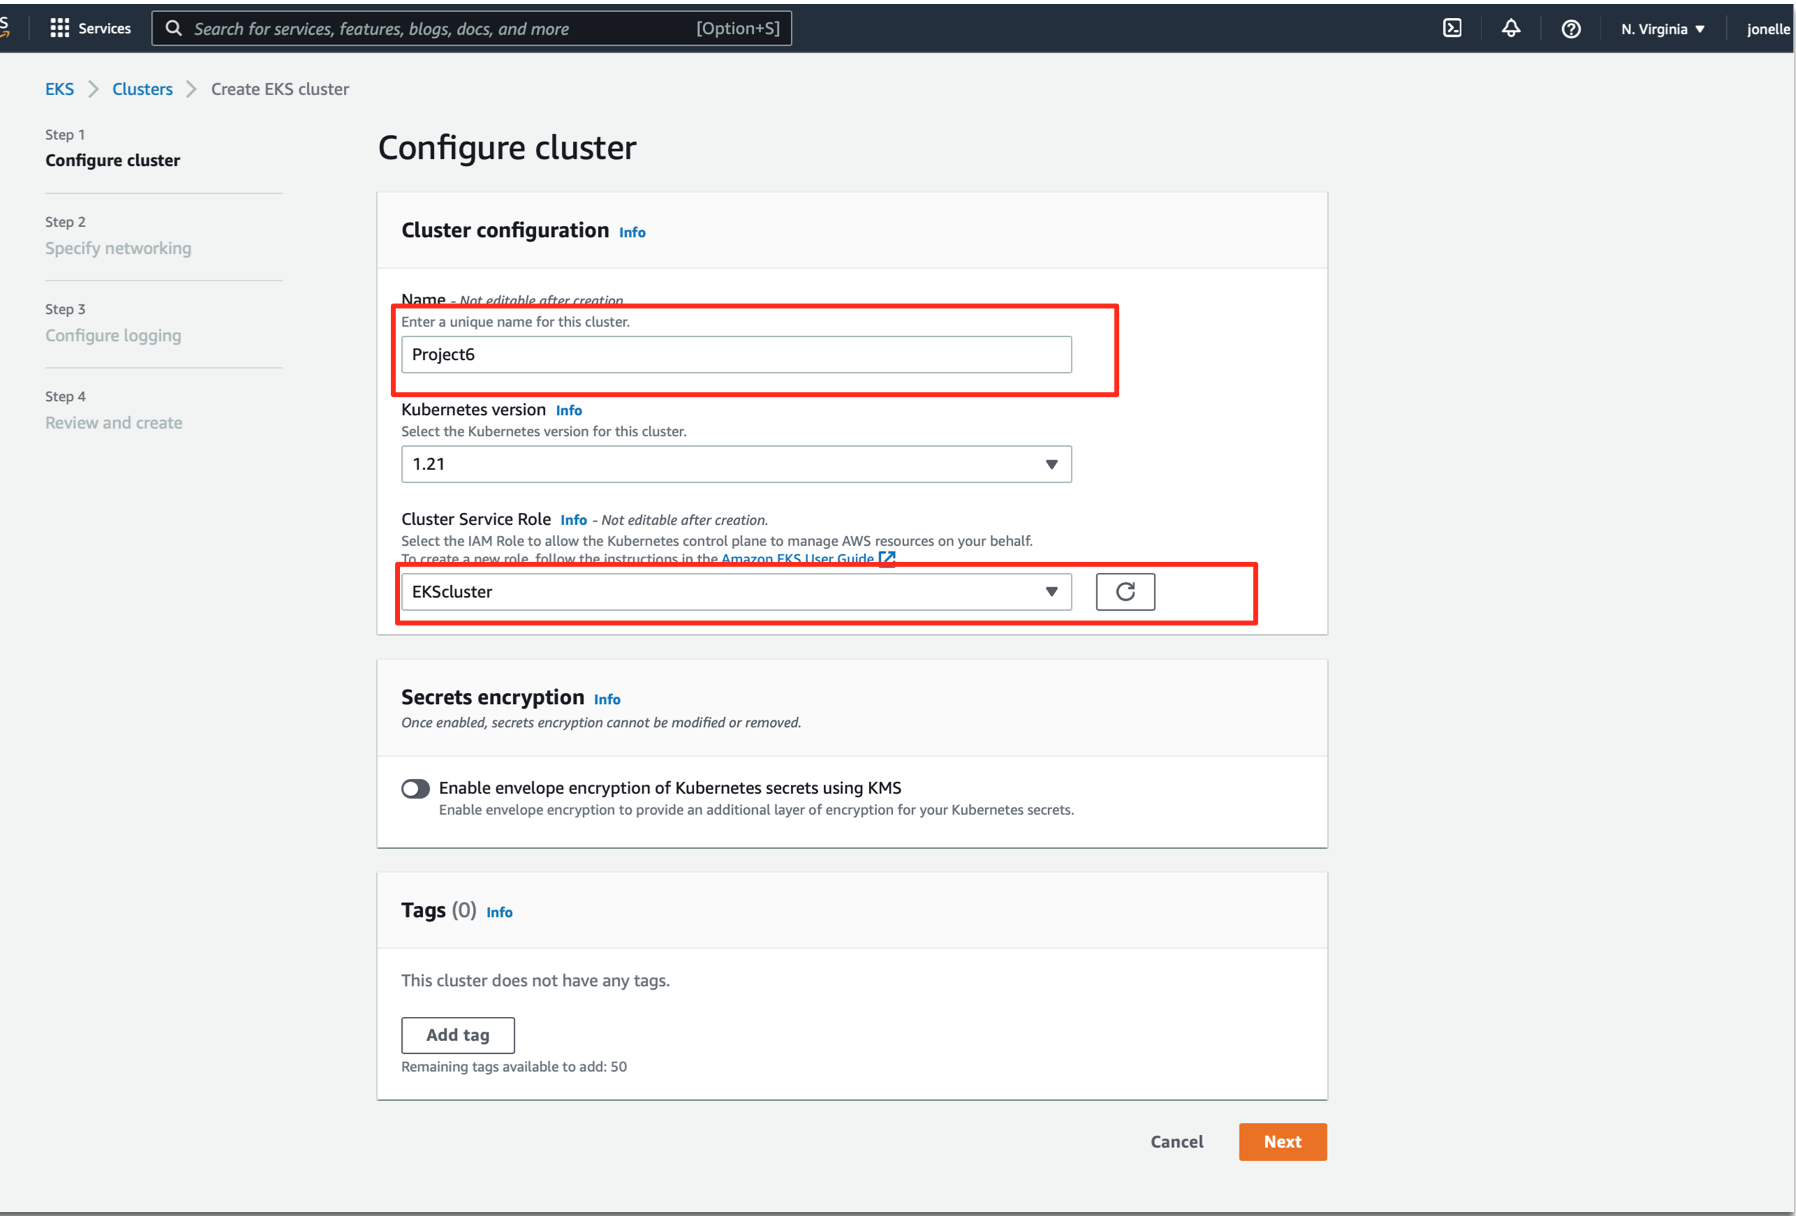 Services
Search for services, features, blogs, docs, and more [Option+S]
N. Virginia ▼
jonelle
EKS > Clusters > Create EKS cluster
Step 1
Configure cluster
Step 2
Specify networking
Step 3
Configure logging
Step 4
Review and create
Configure cluster
Cluster configuration Info
Name - Not editable after creation.
Enter a unique name for this cluster.
Project6
Kubernetes version Info
Select the Kubernetes version for this cluster.
1.21
Cluster Service Role Info - Not editable after creation.
Select the IAM Role to allow the Kubernetes control plane to manage AWS resources on your behalf.
To create a new role, follow the instructions in the Amazon EKS User Guide
EKScluster
Secrets encryption Info
Once enabled, secrets encryption cannot be modified or removed.
Enable envelope encryption of Kubernetes secrets using KMS
Enable envelope encryption to provide an additional layer of encryption for your Kubernetes secrets.
Tags (0) Info
This cluster does not have any tags.
Add tag
Remaining tags available to add: 50
Cancel
Next